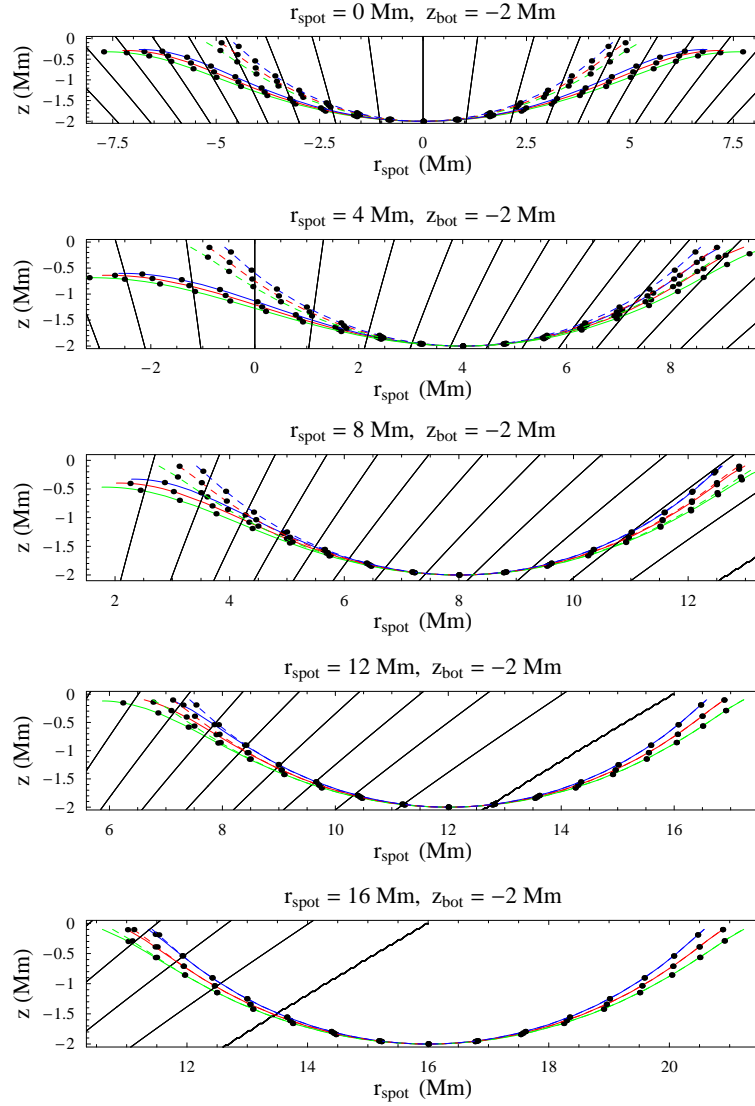 r_spot = 0 Mm, z_bot = −2 Mm
z (Mm)
0
−0.5
−1
−1.5
−2
−7.5 −5 −2.5 0 2.5 5 7.5
r_spot (Mm)
r_spot = 4 Mm, z_bot = −2 Mm
z (Mm)
0
−0.5
−1
−1.5
−2
−2 0 2 4 6 8
r_spot (Mm)
r_spot = 8 Mm, z_bot = −2 Mm
z (Mm)
0
−0.5
−1
−1.5
−2
2 4 6 8 10 12
r_spot (Mm)
r_spot = 12 Mm, z_bot = −2 Mm
z (Mm)
0
−0.5
−1
−1.5
−2
6 8 10 12 14 16
r_spot (Mm)
r_spot = 16 Mm, z_bot = −2 Mm
z (Mm)
0
−0.5
−1
−1.5
−2
12 14 16 18 20
r_spot (Mm)